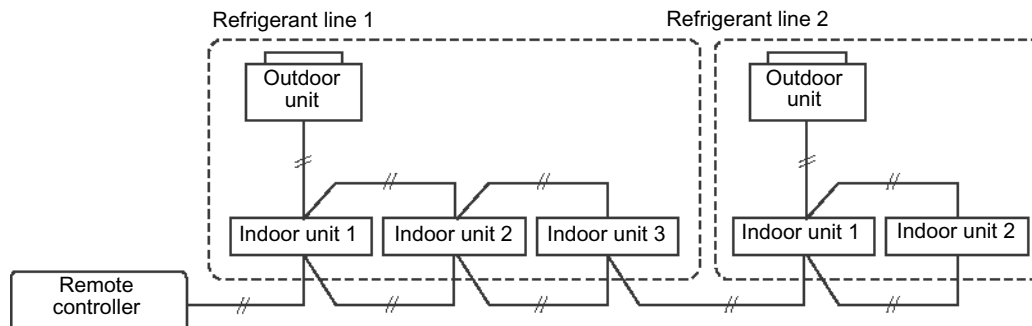 Refrigerant line 1
Refrigerant line 2
Outdoor
unit
Outdoor
unit
Indoor unit 1
Indoor unit 2
Indoor unit 3
Indoor unit 1
Indoor unit 2
Remote
controller